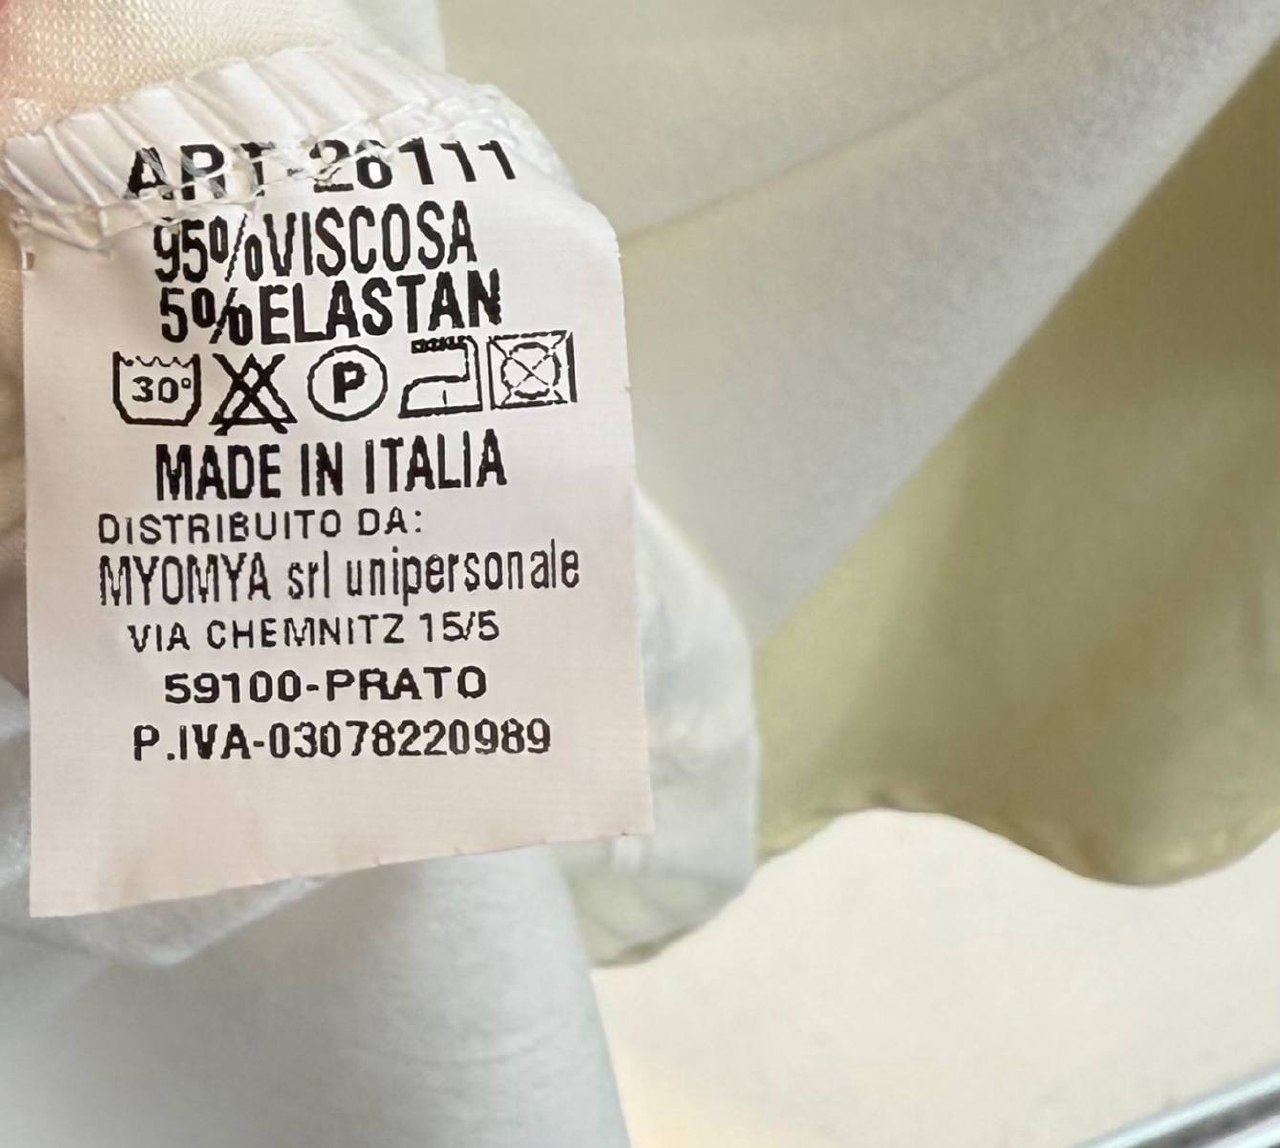 ART-26111
95%VISCOSA
5%ELASTAN
30° P
MADE IN ITALIA
DISTRIBUITO DA:
MYOMYA srl unipersonale
VIA CHEMNITZ 15/5
59100-PRATO
P.IVA-03078220989